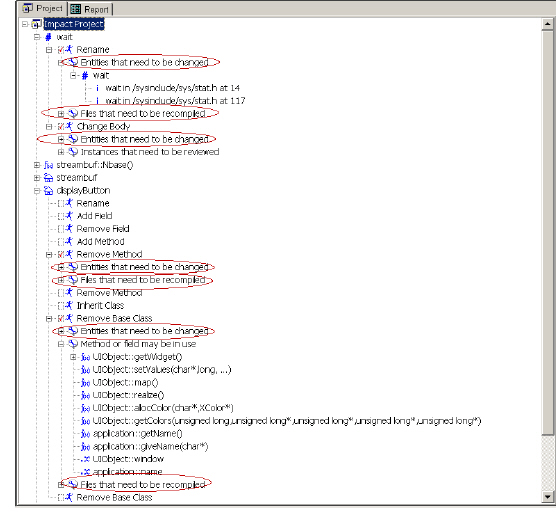 Project Report
Impact Project
# wait
Rename
Entities that need to be changed
# wait
i wait in /sysinclude/sys/stat.h at 14
i wait in /sysinclude/sys/stat.h at 117
Files that need to be recompiled
Change Body
Entities that need to be changed
Instances that need to be reviewed
f(x) streambuf::Nbase()
streambuf
displayButton
Rename
Add Field
Remove Field
Add Method
Remove Method
Entities that need to be changed
Files that need to be recompiled
Remove Method
Inherit Class
Remove Base Class
Entities that need to be changed
Method or field may be in use
f(x) UIObject::getWidget()
f(x) UIObject::setValues(char*,long, ...)
f(x) UIObject::map()
f(x) UIObject::realize()
f(x) UIObject::allocColor(char*,XColor*)
f(x) UIObject::getColors(unsigned long,unsigned long*,unsigned long*,unsigned long*,unsigned long*)
f(x) application::getName()
f(x) application::giveName(char*)
.x UIObject::window
.x application::name
Files that need to be recompiled
Remove Base Class